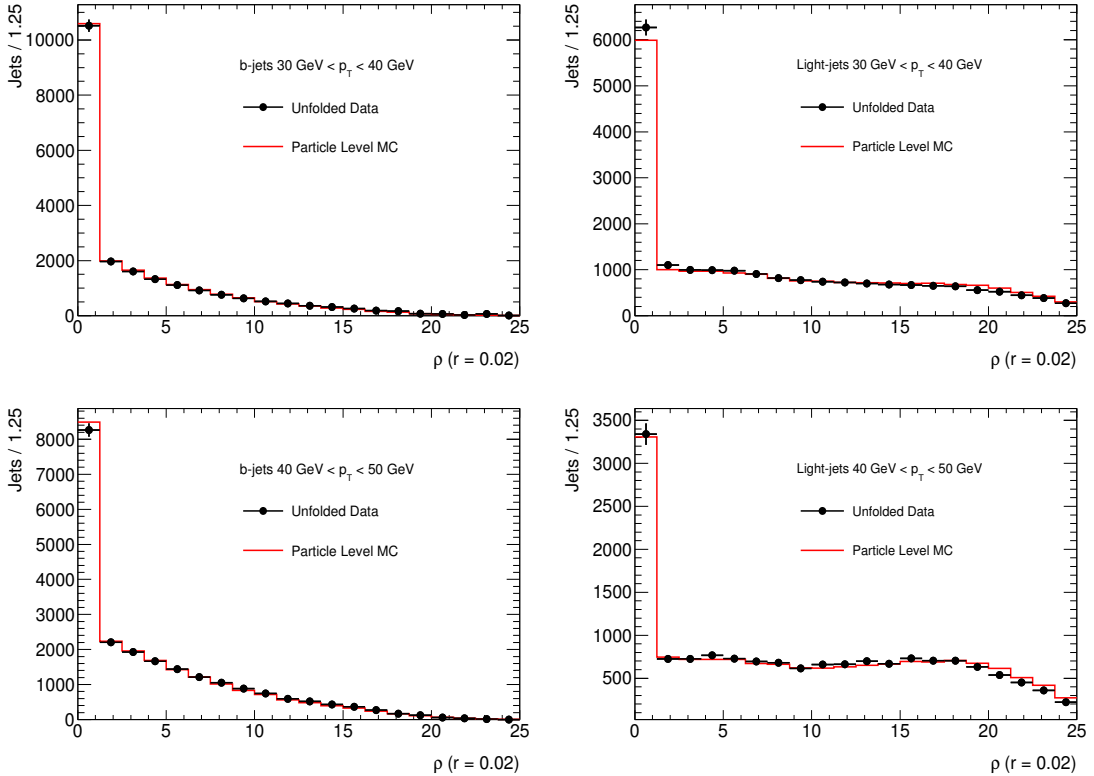 Jets / 1.25
10000
8000
6000
4000
2000
0
b-jets 30 GeV < p_T < 40 GeV
Unfolded Data
Particle Level MC
0 5 10 15 20 25
ρ (r = 0.02)
Jets / 1.25
6000
5000
4000
3000
2000
1000
0
Light-jets 30 GeV < p_T < 40 GeV
Unfolded Data
Particle Level MC
0 5 10 15 20 25
ρ (r = 0.02)
Jets / 1.25
8000
7000
6000
5000
4000
3000
2000
1000
0
b-jets 40 GeV < p_T < 50 GeV
Unfolded Data
Particle Level MC
0 5 10 15 20 25
ρ (r = 0.02)
Jets / 1.25
3500
3000
2500
2000
1500
1000
500
Light-jets 40 GeV < p_T < 50 GeV
Unfolded Data
Particle Level MC
0 5 10 15 20 25
ρ (r = 0.02)